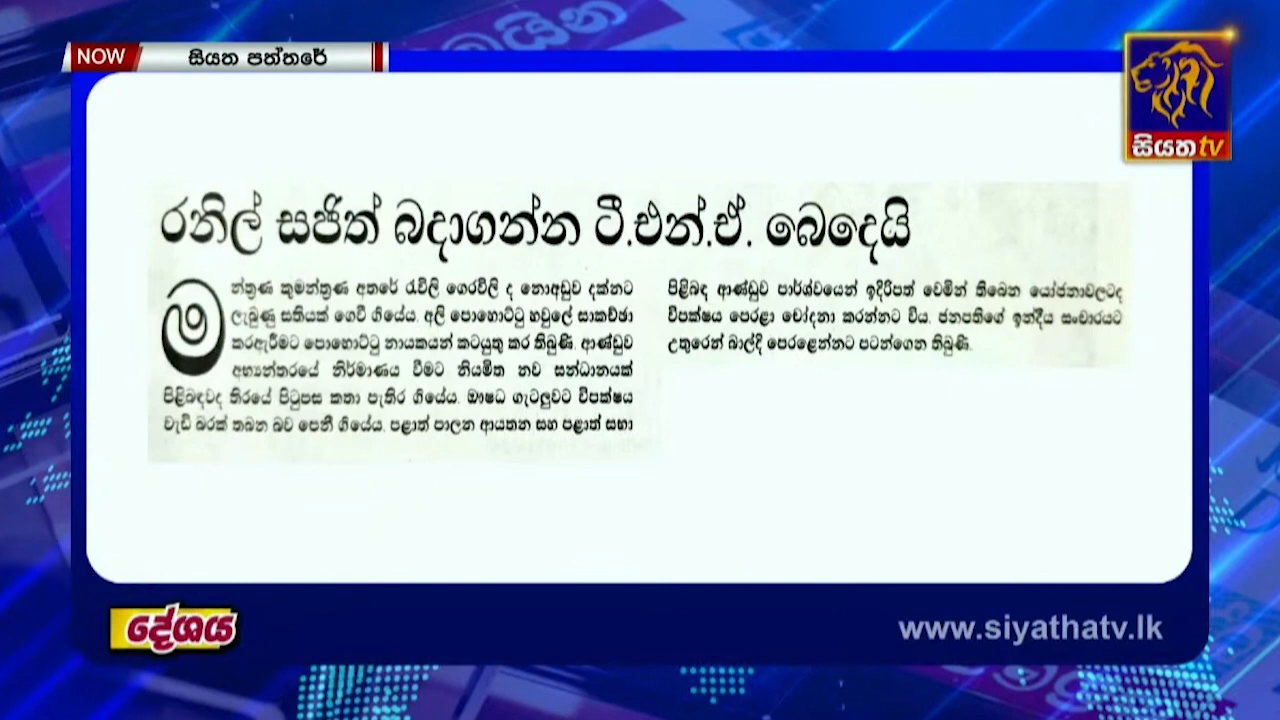 NOW සියත පත්තරේ
සියත tv
රනිල් සජිත් බදාගන්න ටී.එන්.ඒ. බෙදෙයි
මන්ත්‍රණ කුමන්ත්‍රණ අතරේ රැවිලි ගෙරවිලි ද නොඅඩුව දක්නට
ලැබුණු සතියක් ගෙවී ගියේය. අලි පොහොට්ටු හවුලේ සාකච්ඡා
කරඇරීමට පොහොට්ටු නායකයන් කටයුතු කර තිබුණි. ආණ්ඩුව
අභ්‍යන්තරයේ නිර්මාණය වීමට නියමිත නව සන්ධානයක්
පිළිබඳවද තිරයේ පිටුපස කතා පැතිර ගියේය. ඖෂධ ගැටලුවට විපක්ෂය
වැඩි බරක් තබන බව පෙනී ගියේය. පළාත් පාලන ආයතන සහ පළාත් සභා
පිළිබඳ ආණ්ඩුව පාර්ශ්වයෙන් ඉදිරිපත් වෙමින් තිබෙන යෝජනාවලටද
විපක්ෂය පෙරළා චෝදනා කරන්නට විය. ජනපතිගේ ඉන්දීය සංචාරයට
උතුරෙන් බාල්දි පෙරළෙන්නට පටන්ගෙන තිබුණි.
දේශය
www.siyathatv.lk